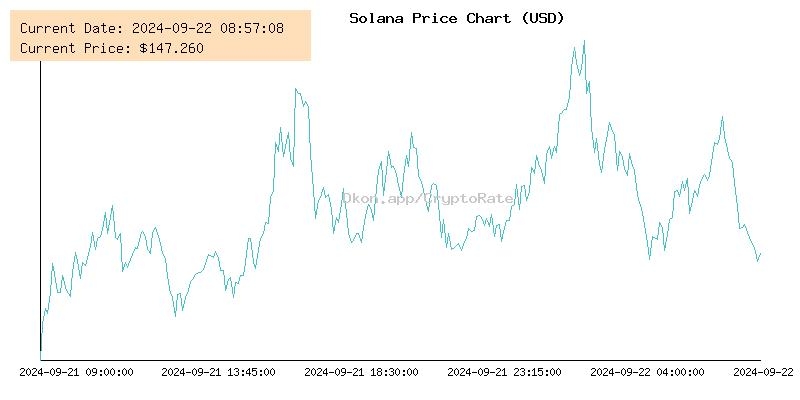 Solana Price Chart (USD)
Current Date: 2024-09-22 08:57:08
Current Price: $147.260
Dkon.app/CryptoRate
2024-09-21 09:00:00 2024-09-21 13:45:00 2024-09-21 18:30:00 2024-09-21 23:15:00 2024-09-22 04:00:00 2024-09-22